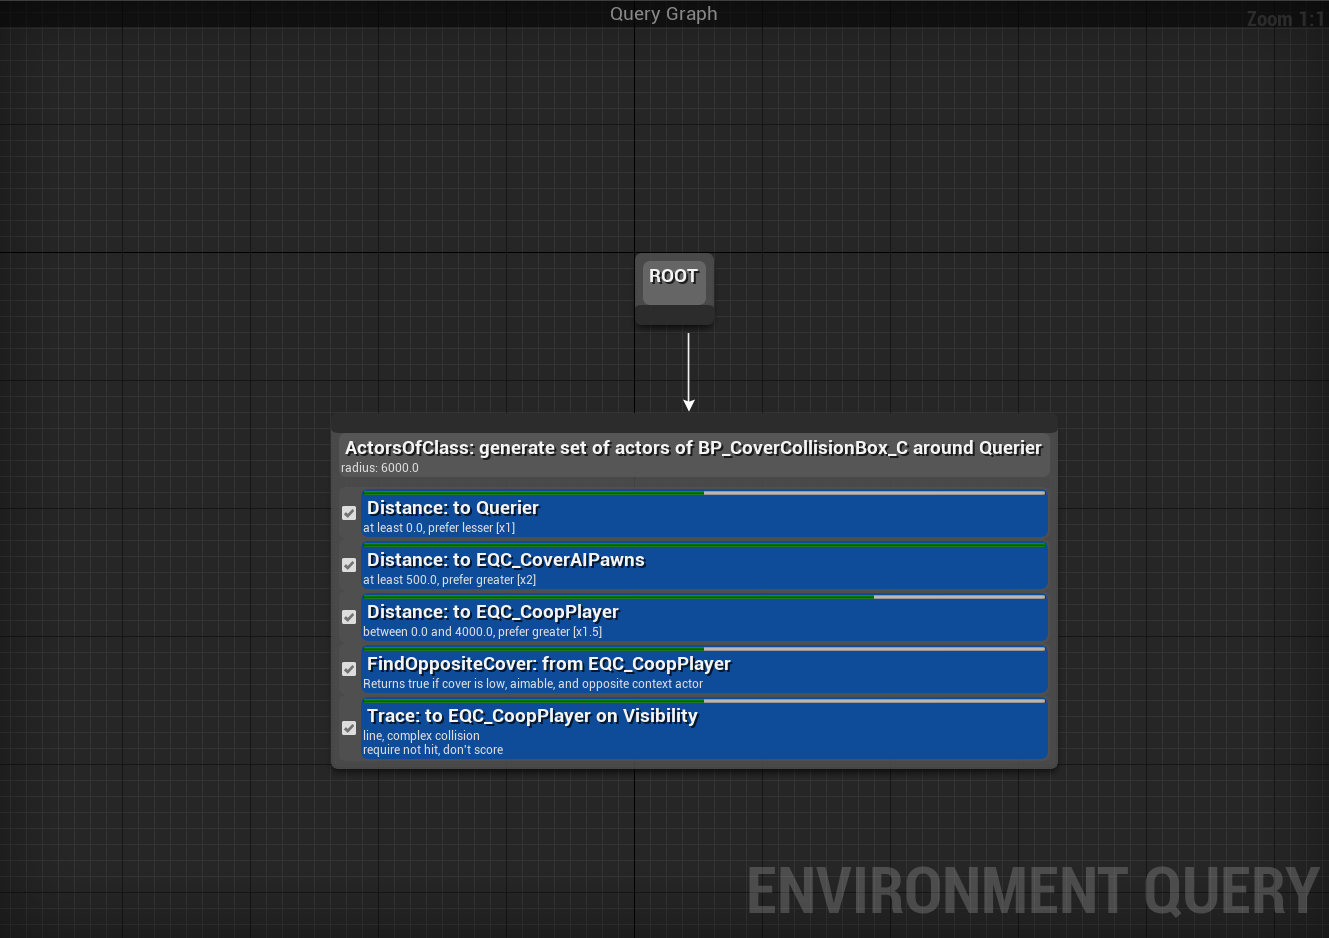 Query Graph
Zoom 1:1
ROOT
ActorsOfClass: generate set of actors of BP_CoverCollisionBox_C around Querier
radius: 6000.0
Distance: to Querier
at least 0.0, prefer lesser [x1]
Distance: to EQC_CoverAIPawns
at least 500.0, prefer greater [x2]
Distance: to EQC_CoopPlayer
between 0.0 and 4000.0, prefer greater [x1.5]
FindOppositeCover: from EQC_CoopPlayer
Returns true if cover is low, aimable, and opposite context actor
Trace: to EQC_CoopPlayer on Visibility
line, complex collision
require not hit, don't score
ENVIRONMENT QUERY